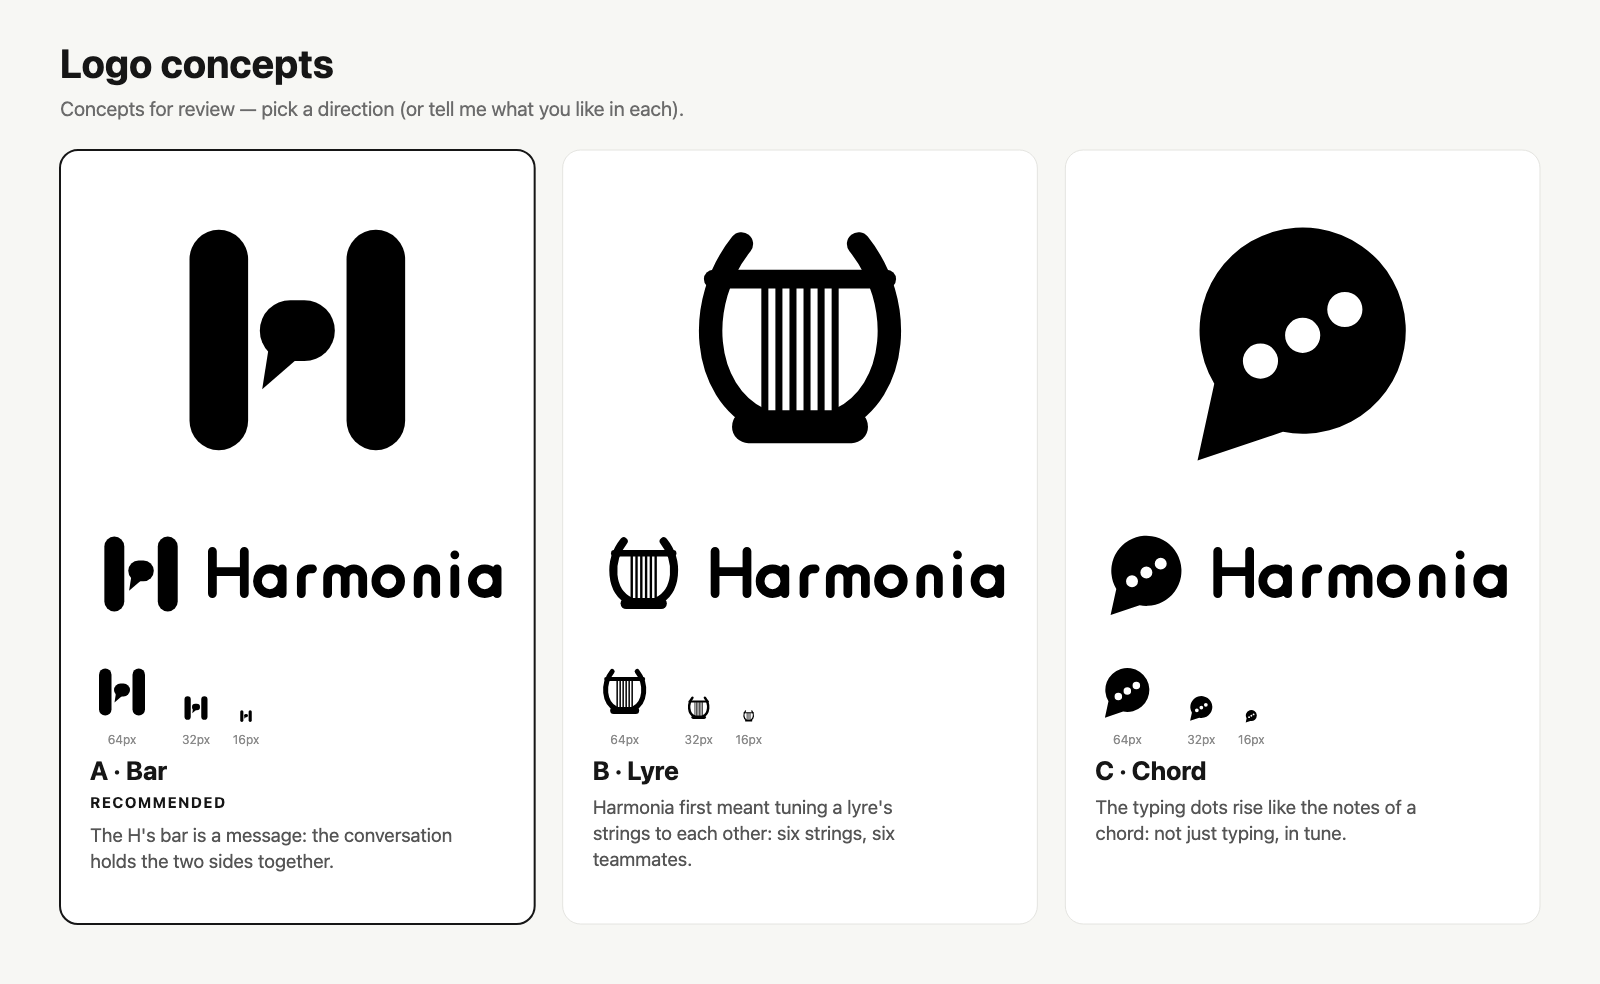 Logo concepts
Concepts for review — pick a direction (or tell me what you like in each).
Harmonia
64px 32px 16px
A · Bar
RECOMMENDED
The H's bar is a message: the conversation
holds the two sides together.
Harmonia
64px 32px 16px
B · Lyre
Harmonia first meant tuning a lyre's
strings to each other: six strings, six
teammates.
Harmonia
64px 32px 16px
C · Chord
The typing dots rise like the notes of a
chord: not just typing, in tune.